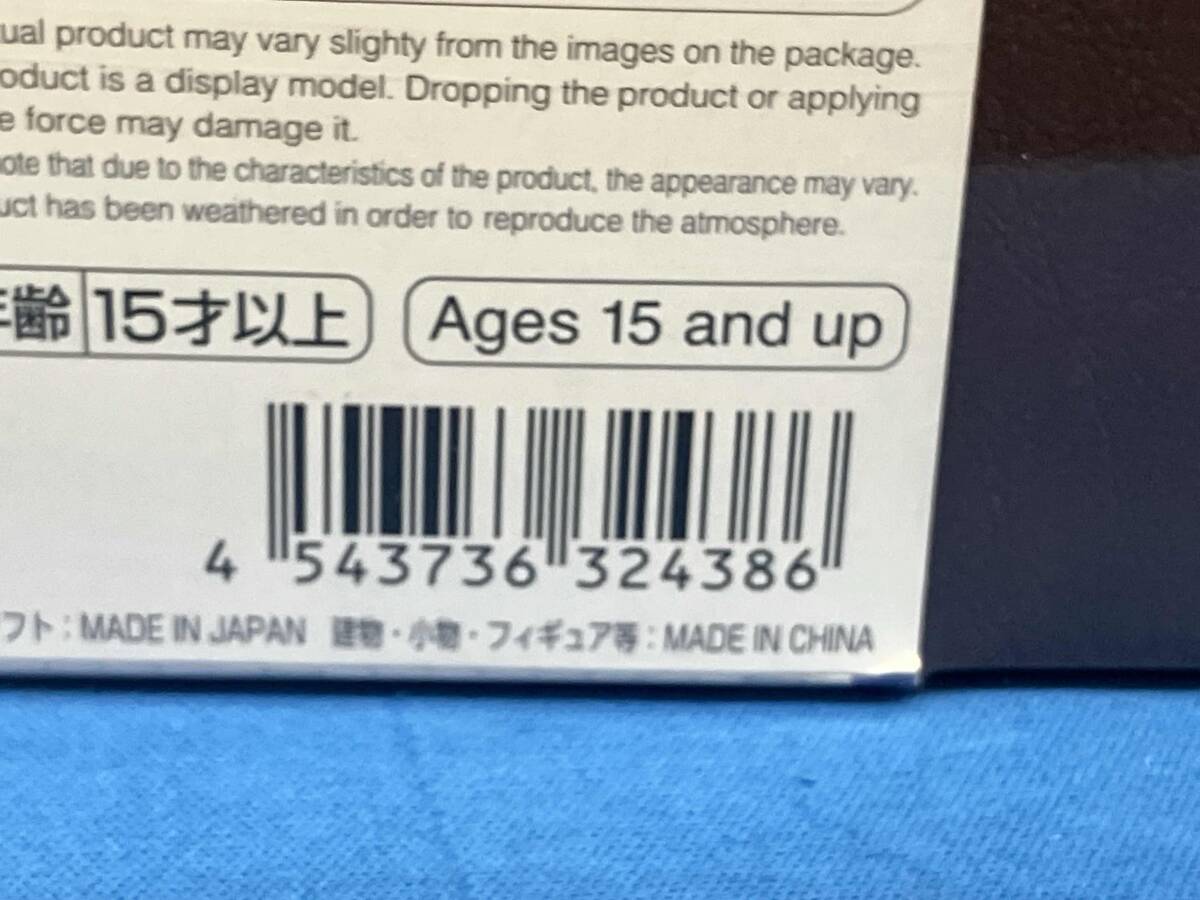 ual product may vary slighty from the images on the package.
oduct is a display model. Dropping the product or applying
e force may damage it.
note that due to the characteristics of the product, the appearance may vary.
uct has been weathered in order to reproduce the atmosphere.
年齢 15才以上 Ages 15 and up
4 543736 324386
フト：MADE IN JAPAN 建物・小物・フィギュア等：MADE IN CHINA